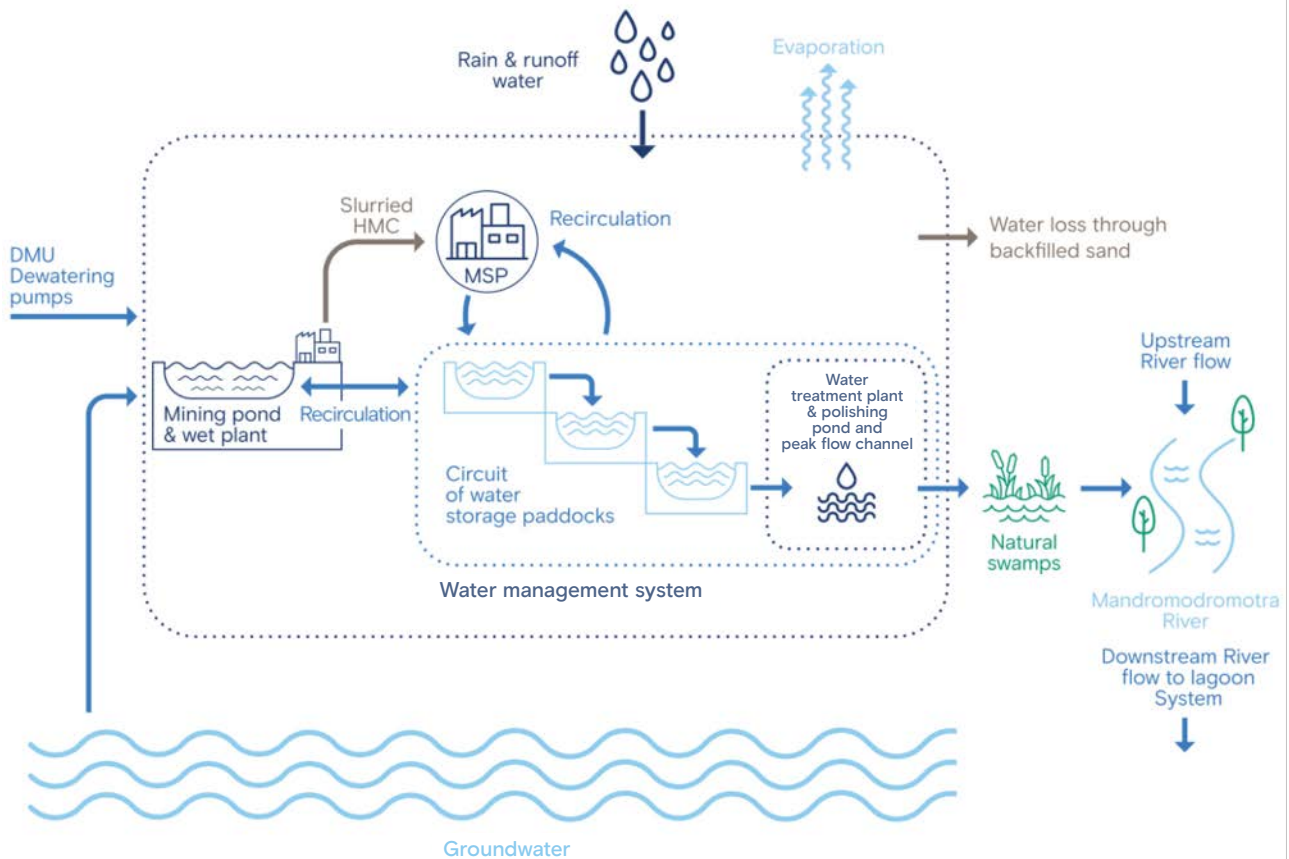 Rain & runoff
water
Evaporation
Slurried
HMC
Recirculation
MSP
Water loss through
backfilled sand
DMU
Dewatering
pumps
Upstream
River flow
Mining pond
& wet plant
Recirculation
Water
treatment plant
& polishing
pond and
peak flow channel
Circuit
of water
storage paddocks
Natural
swamps
Water management system
Mandromodromotra
River
Downstream River
flow to lagoon
System
Groundwater